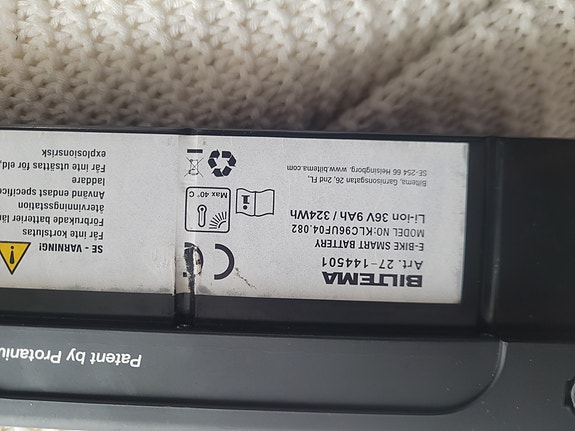 BILTEMA
Art. 27-144501
E-BIKE SMART BATTERY
MODEL NO:KLC96UF04.082
Li-ion 36V 9Ah / 324Wh
Biltema, Garnisonsgatan 26, 2nd FL,
SE-254 66 Helsingborg, www.biltema.com
Max 40° C
SE - VARNING!
Får inte kortslutas
Förbrukade batterier
återvinningsstation
Använd endast
laddare
Får inte utsättas för eld,
explosionsrisk
Patent by